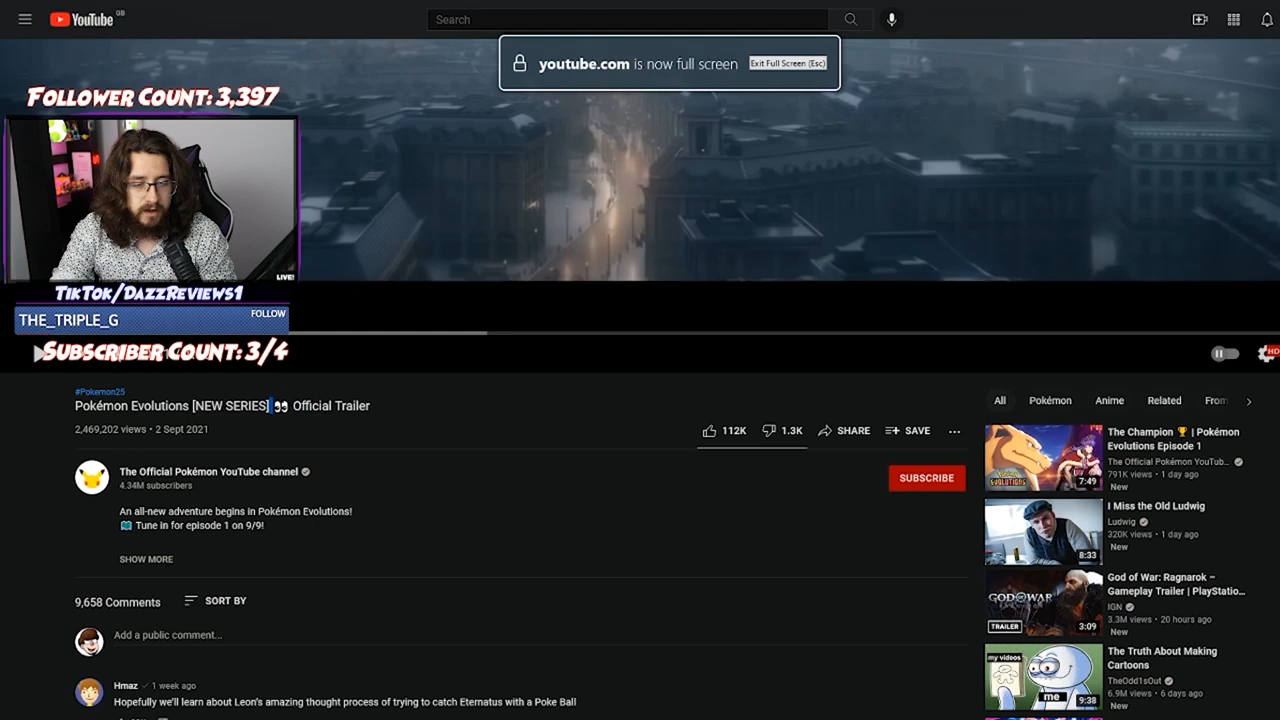 YouTube GB
Search
youtube.com is now full screen
Exit Full Screen (Esc)
FOLLOWER COUNT: 3,397
LIVE!
TIKTOK/DAZZREVIEWS1
THE_TRIPLE_G
FOLLOW
SUBSCRIBER COUNT: 3/4
HD
#Pokemon25
Pokémon Evolutions [NEW SERIES] 👀 Official Trailer
2,469,202 views • 2 Sept 2021
112K
1.3K
SHARE
SAVE
The Official Pokémon YouTube channel
4.34M subscribers
SUBSCRIBE
An all-new adventure begins in Pokémon Evolutions!
Tune in for episode 1 on 9/9!
SHOW MORE
9,658 Comments
SORT BY
Add a public comment...
Hmaz
1 week ago
Hopefully we'll learn about Leon's amazing thought process of trying to catch Eternatus with a Poke Ball
All
Pokémon
Anime
Related
From
EVOLUTIONS
7:49
The Champion 🏆 | Pokémon
Evolutions Episode 1
The Official Pokémon YouTub...
791K views • 1 day ago
New
8:33
I Miss the Old Ludwig
Ludwig
320K views • 1 day ago
New
GOD OF WAR
TRAILER
3:09
God of War: Ragnarok –
Gameplay Trailer | PlayStatio...
IGN
3.3M views • 20 hours ago
New
my videos
me
9:38
The Truth About Making
Cartoons
TheOdd1sOut
6.9M views • 6 days ago
New